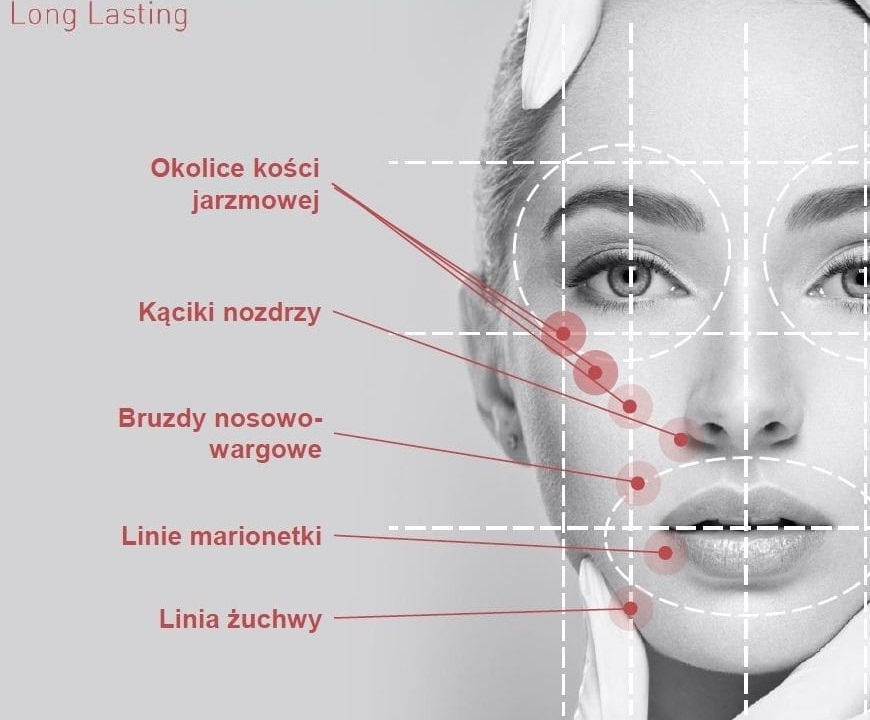 Long Lasting
Okolice kości
jarzmowej
Kąciki nozdrzy
Bruzdy nosowo-
wargowe
Linie marionetki
Linia żuchwy